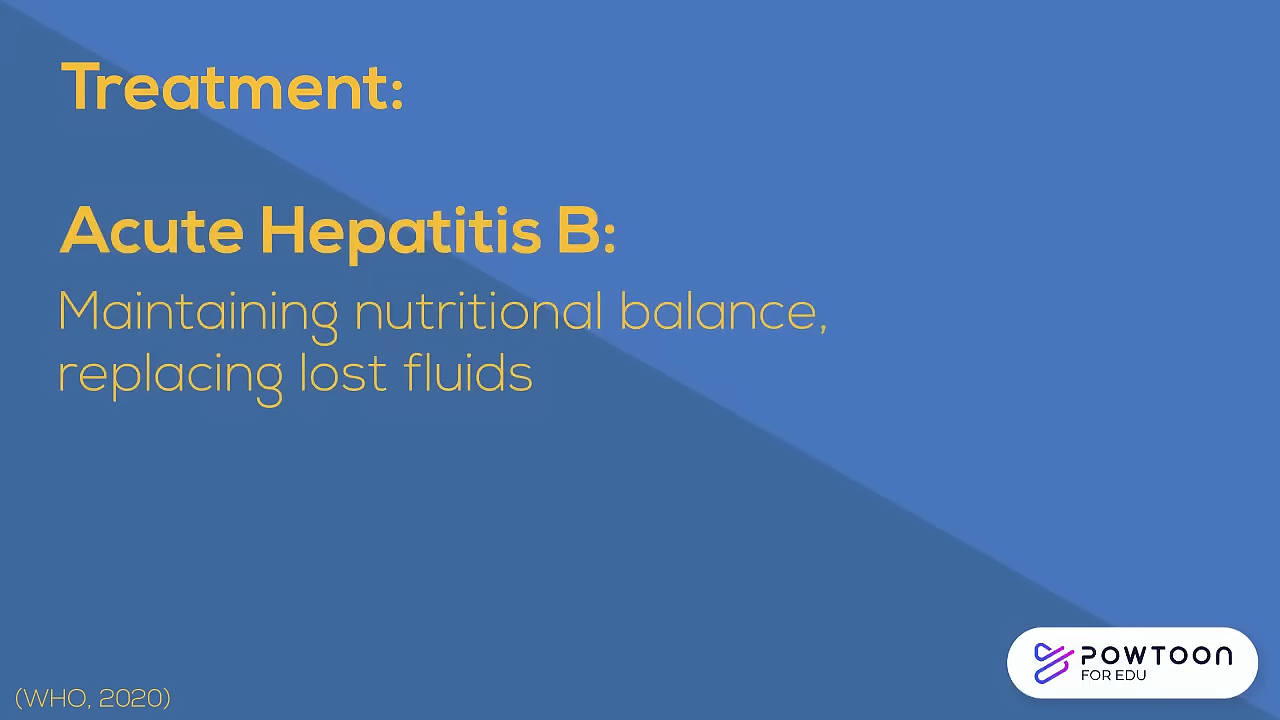 Treatment:
Acute Hepatitis B:
Maintaining nutritional balance,
replacing lost fluids
POWTOON
FOR EDU
(WHO, 2020)